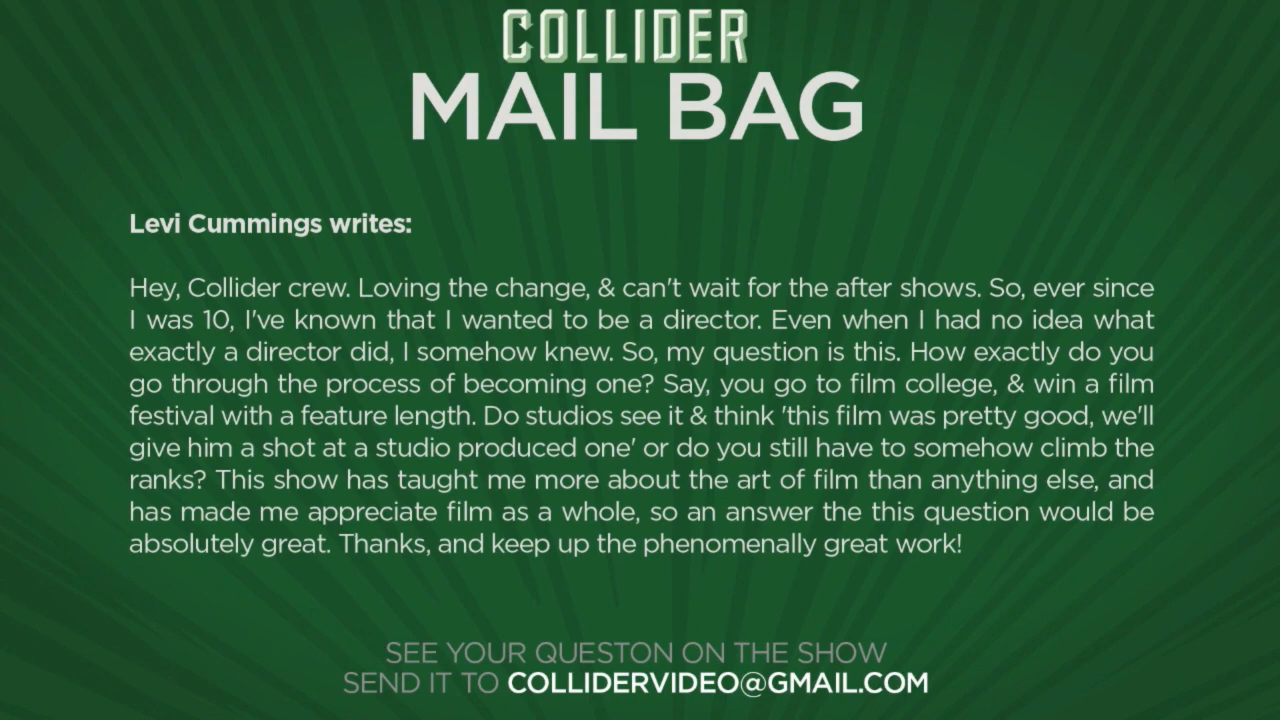 COLLIDER
MAIL BAG
Levi Cummings writes:
Hey, Collider crew. Loving the change, & can't wait for the after shows. So, ever since
I was 10, I've known that I wanted to be a director. Even when I had no idea what
exactly a director did, I somehow knew. So, my question is this. How exactly do you
go through the process of becoming one? Say, you go to film college, & win a film
festival with a feature length. Do studios see it & think 'this film was pretty good, we'll
give him a shot at a studio produced one' or do you still have to somehow climb the
ranks? This show has taught me more about the art of film than anything else, and
has made me appreciate film as a whole, so an answer the this question would be
absolutely great. Thanks, and keep up the phenomenally great work!
SEE YOUR QUESTON ON THE SHOW
SEND IT TO COLLIDERVIDEO@GMAIL.COM